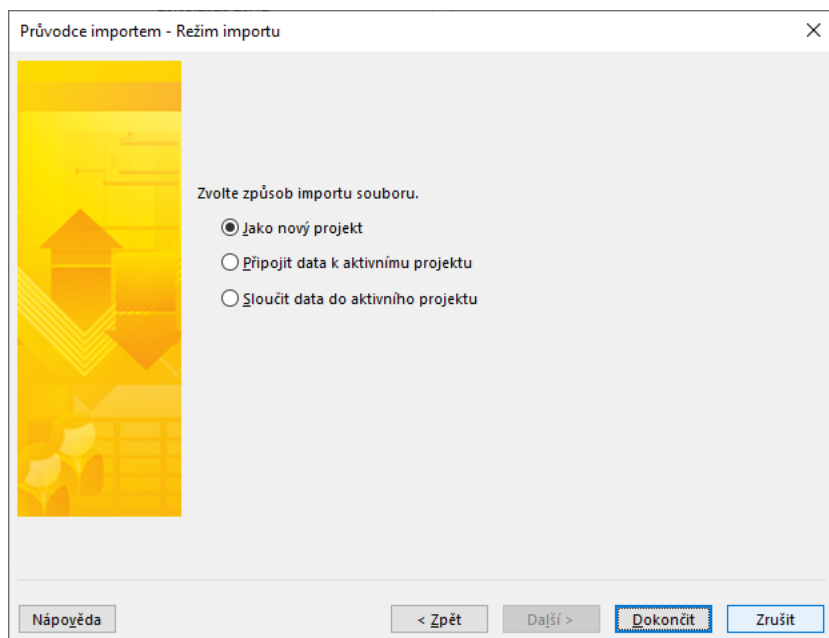 Průvodce importem - Režim importu
Zvolte způsob importu souboru.
Jako nový projekt
Připojit data k aktivnímu projektu
Sloučit data do aktivního projektu
Nápověda
< Zpět
Další >
Dokončit
Zrušit